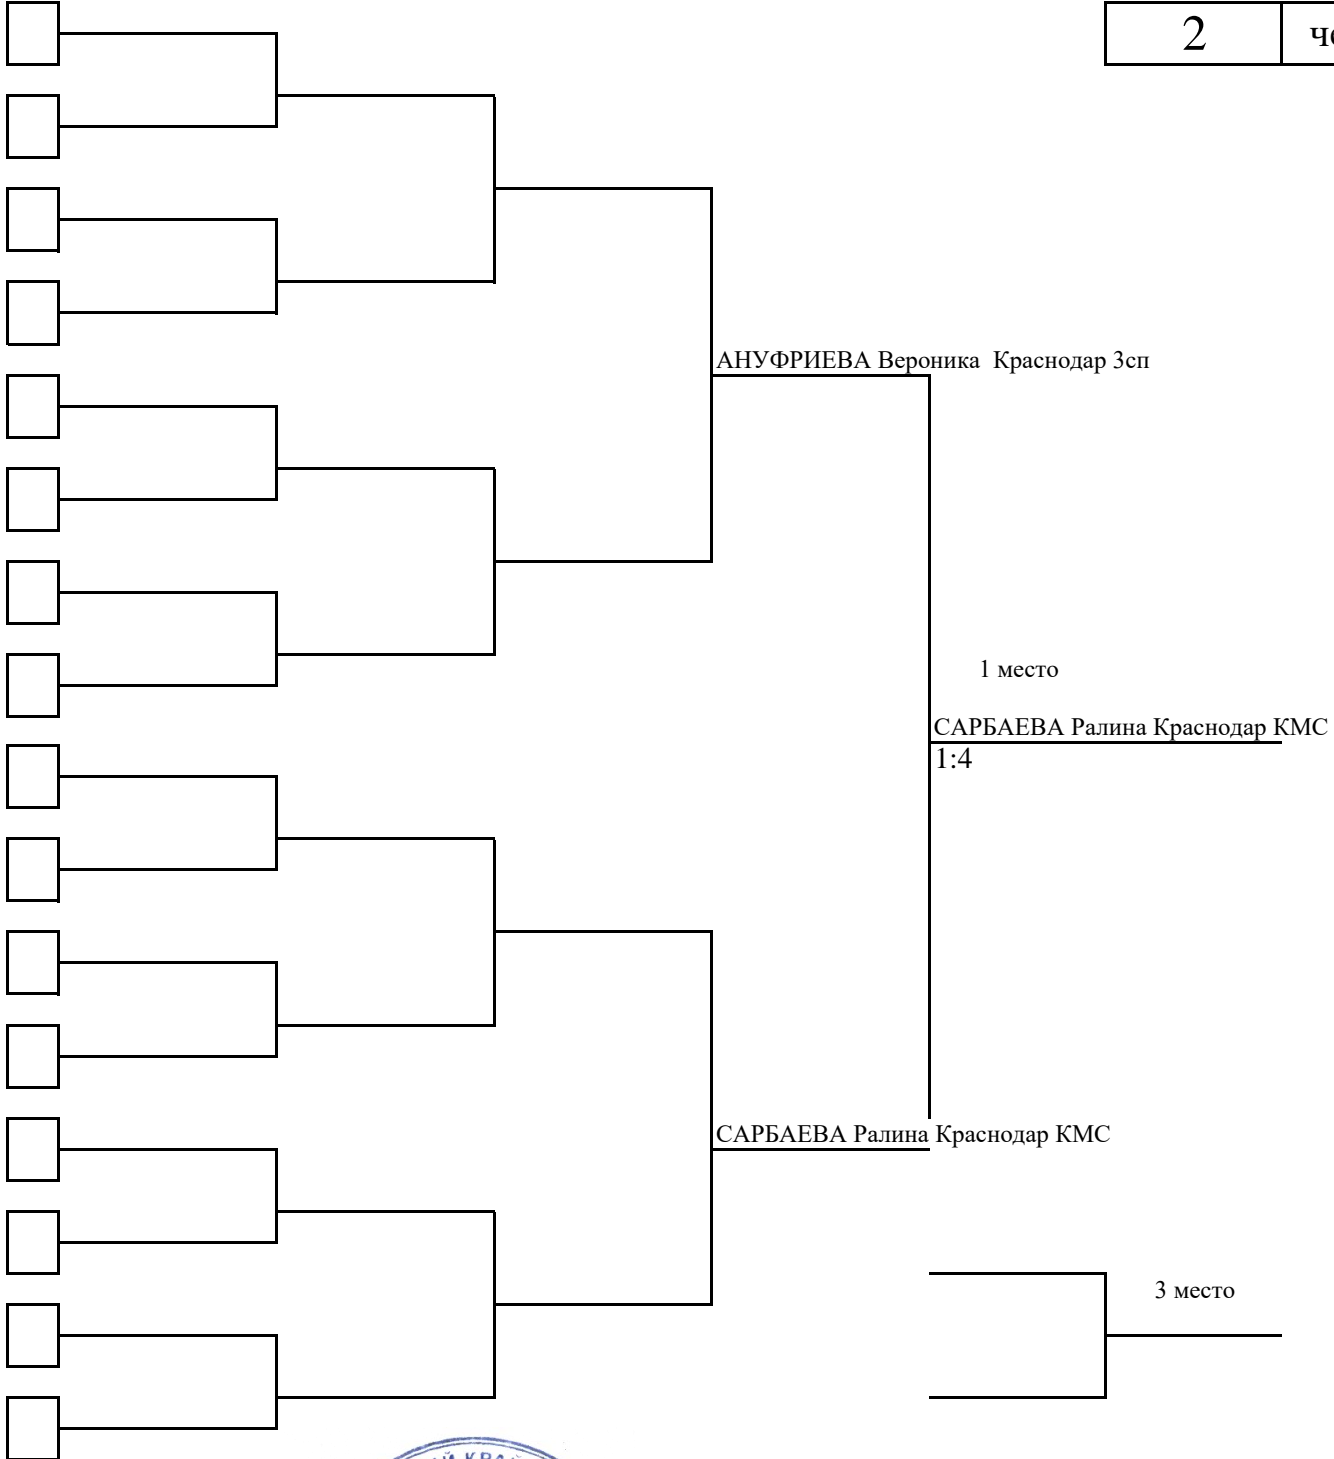 2
АНУФРИЕВА Вероника Краснодар 3сп
1 место
САРБАЕВА Ралина Краснодар КМС
1:4
САРБАЕВА Ралина Краснодар КМС
3 место